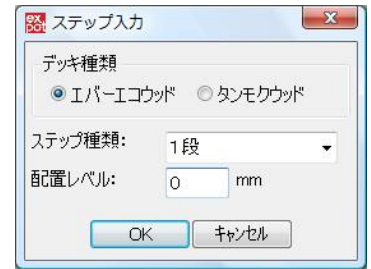 ex
pot
ステップ入力
デッキ種類
エバーエコウッド
タンモクウッド
ステップ種類: 1段
配置レベル: 0 mm
OK キャンセル